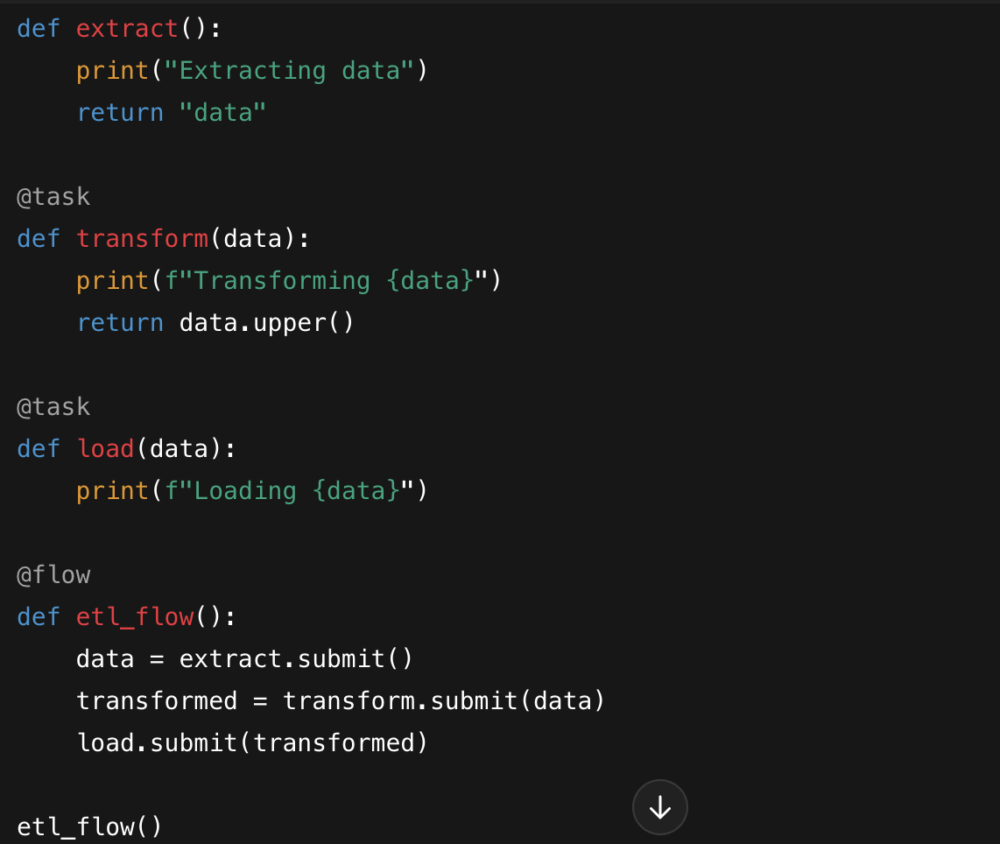 def extract():
    print("Extracting data")
    return "data"

@task
def transform(data):
    print(f"Transforming {data}")
    return data.upper()

@task
def load(data):
    print(f"Loading {data}")

@flow
def etl_flow():
    data = extract.submit()
    transformed = transform.submit(data)
    load.submit(transformed)

etl_flow()